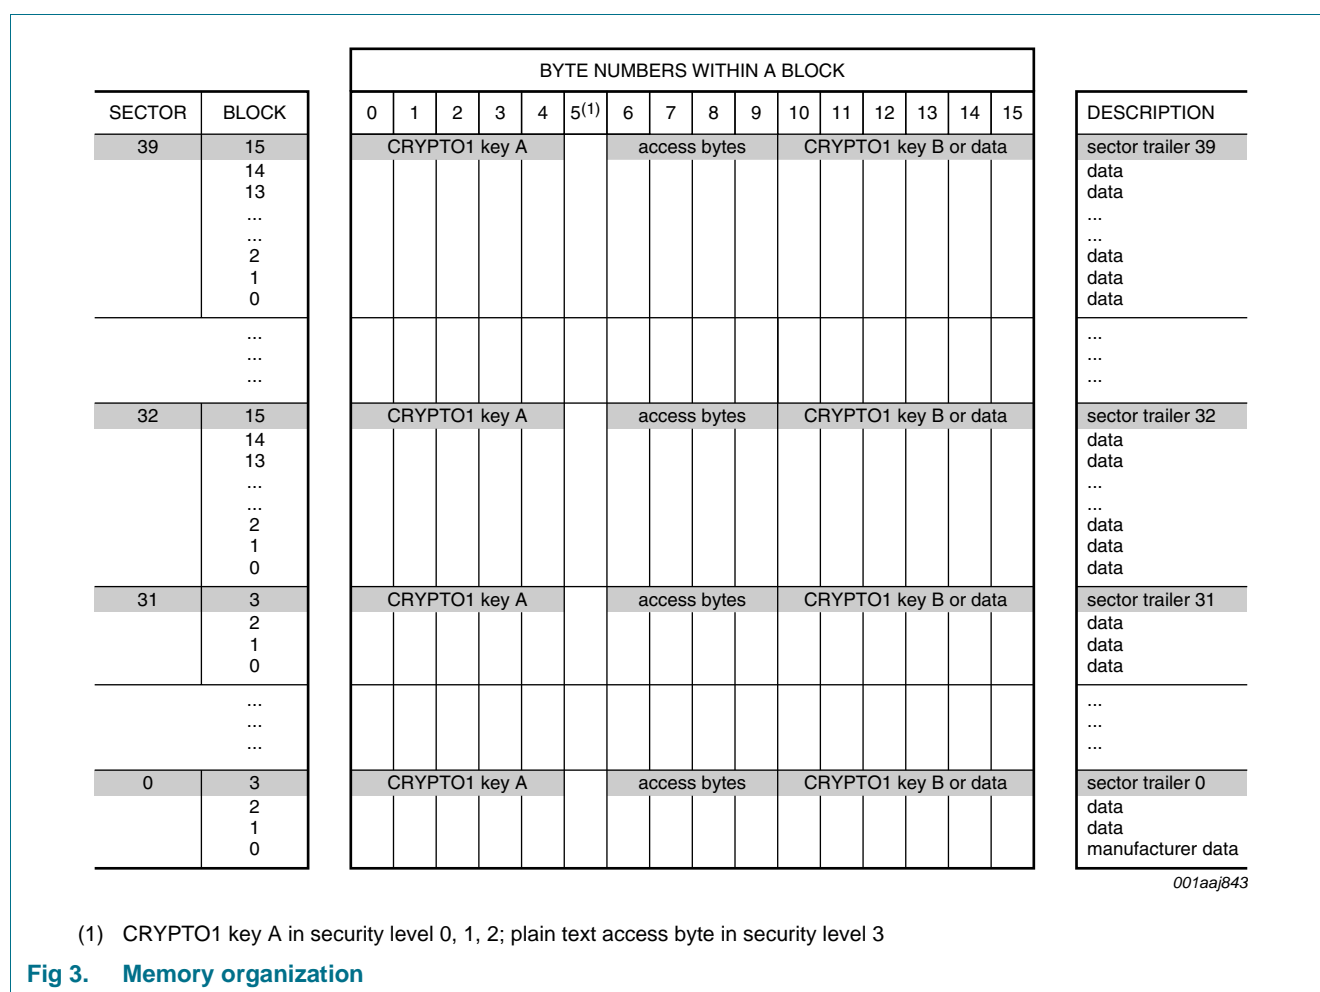 BYTE NUMBERS WITHIN A BLOCK
SECTOR BLOCK 0 1 2 3 4 5(1) 6 7 8 9 10 11 12 13 14 15 DESCRIPTION
39 15 CRYPTO1 key A access bytes CRYPTO1 key B or data sector trailer 39
14 data
13 data
... ...
... ...
2 data
1 data
0 data
... ...
... ...
... ...
32 15 CRYPTO1 key A access bytes CRYPTO1 key B or data sector trailer 32
14 data
13 data
... ...
... ...
2 data
1 data
0 data
31 3 CRYPTO1 key A access bytes CRYPTO1 key B or data sector trailer 31
2 data
1 data
0 data
... ...
... ...
... ...
0 3 CRYPTO1 key A access bytes CRYPTO1 key B or data sector trailer 0
2 data
1 data
0 manufacturer data
001aaj843
(1) CRYPTO1 key A in security level 0, 1, 2; plain text access byte in security level 3
Fig 3. Memory organization